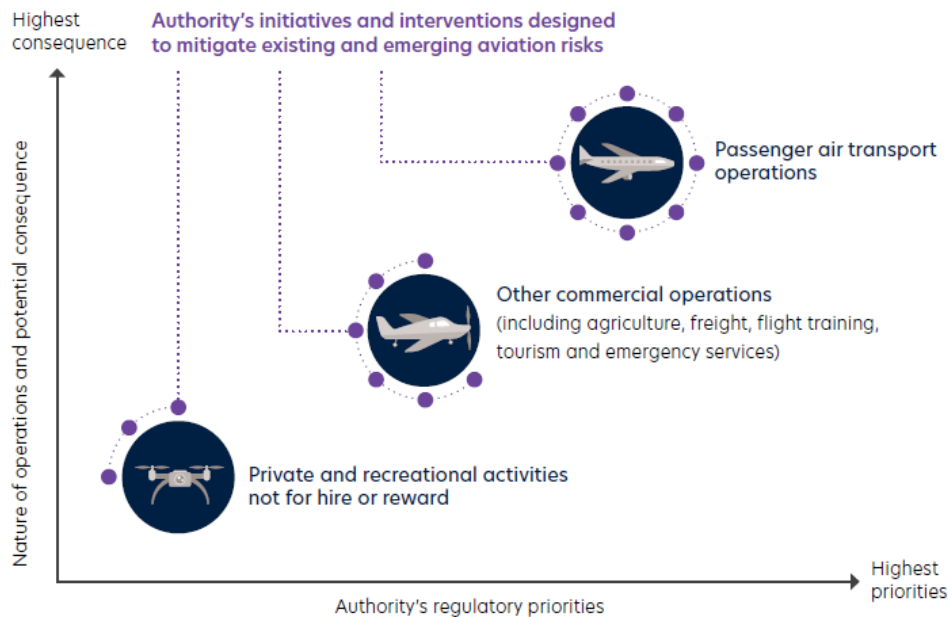 Highest
consequence
Authority's initiatives and interventions designed
to mitigate existing and emerging aviation risks
Nature of operations and potential consequence
Passenger air transport
operations
Other commercial operations
(including agriculture, freight, flight training,
tourism and emergency services)
Private and recreational activities
not for hire or reward
Highest
priorities
Authority's regulatory priorities